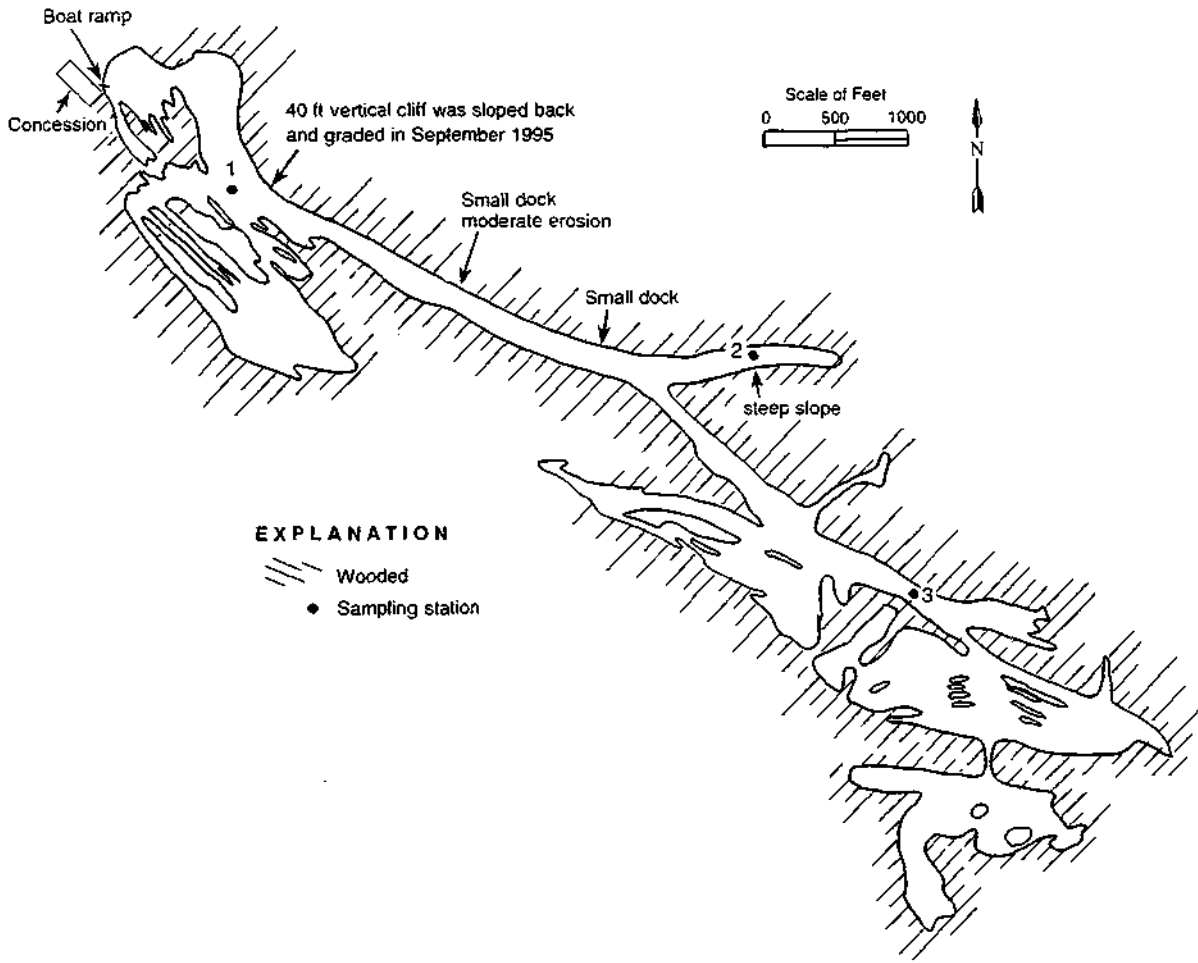 Boat ramp
Concession
40 ft vertical cliff was sloped back
and graded in September 1995
Scale of Feet
0 500 1000
N
1
Small dock
moderate erosion
Small dock
2
steep slope
EXPLANATION
Wooded
Sampling station
3